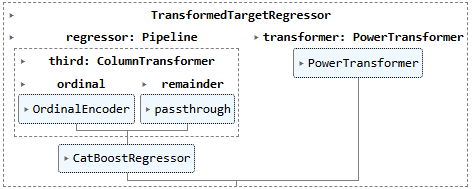 TransformedTargetRegressor
regressor: Pipeline
transformer: PowerTransformer
third: ColumnTransformer
PowerTransformer
ordinal
remainder
OrdinalEncoder
passthrough
CatBoostRegressor